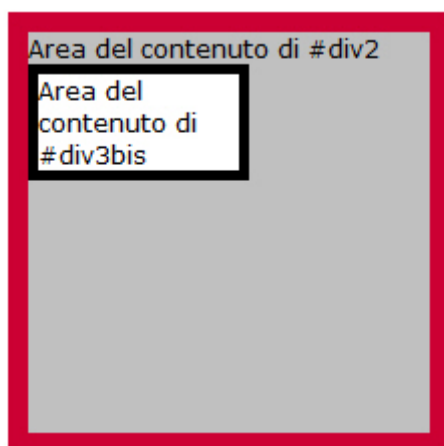 Area del contenuto di #div2
Area del
contenuto di
#div3bis